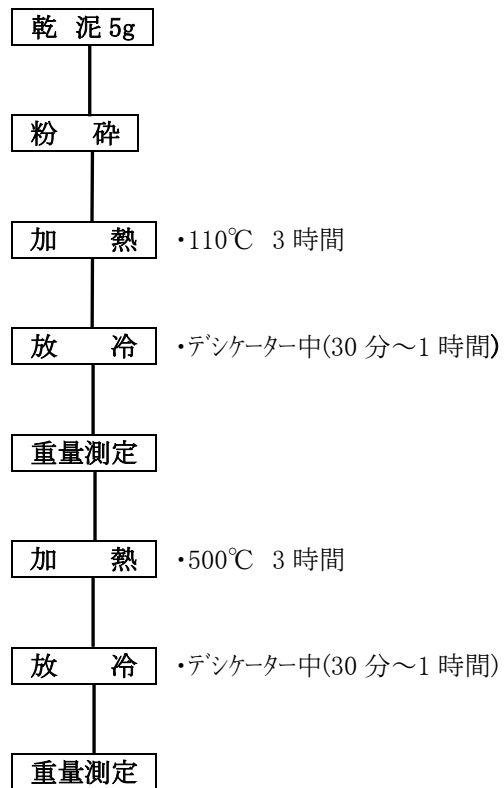 乾 泥 5g
粉 砕
加 熱 ・110℃ 3 時間
放 冷 ・デシケーター中(30 分～1 時間)
重量測定
加 熱 ・500℃ 3 時間
放 冷 ・デシケーター中(30 分～1 時間)
重量測定